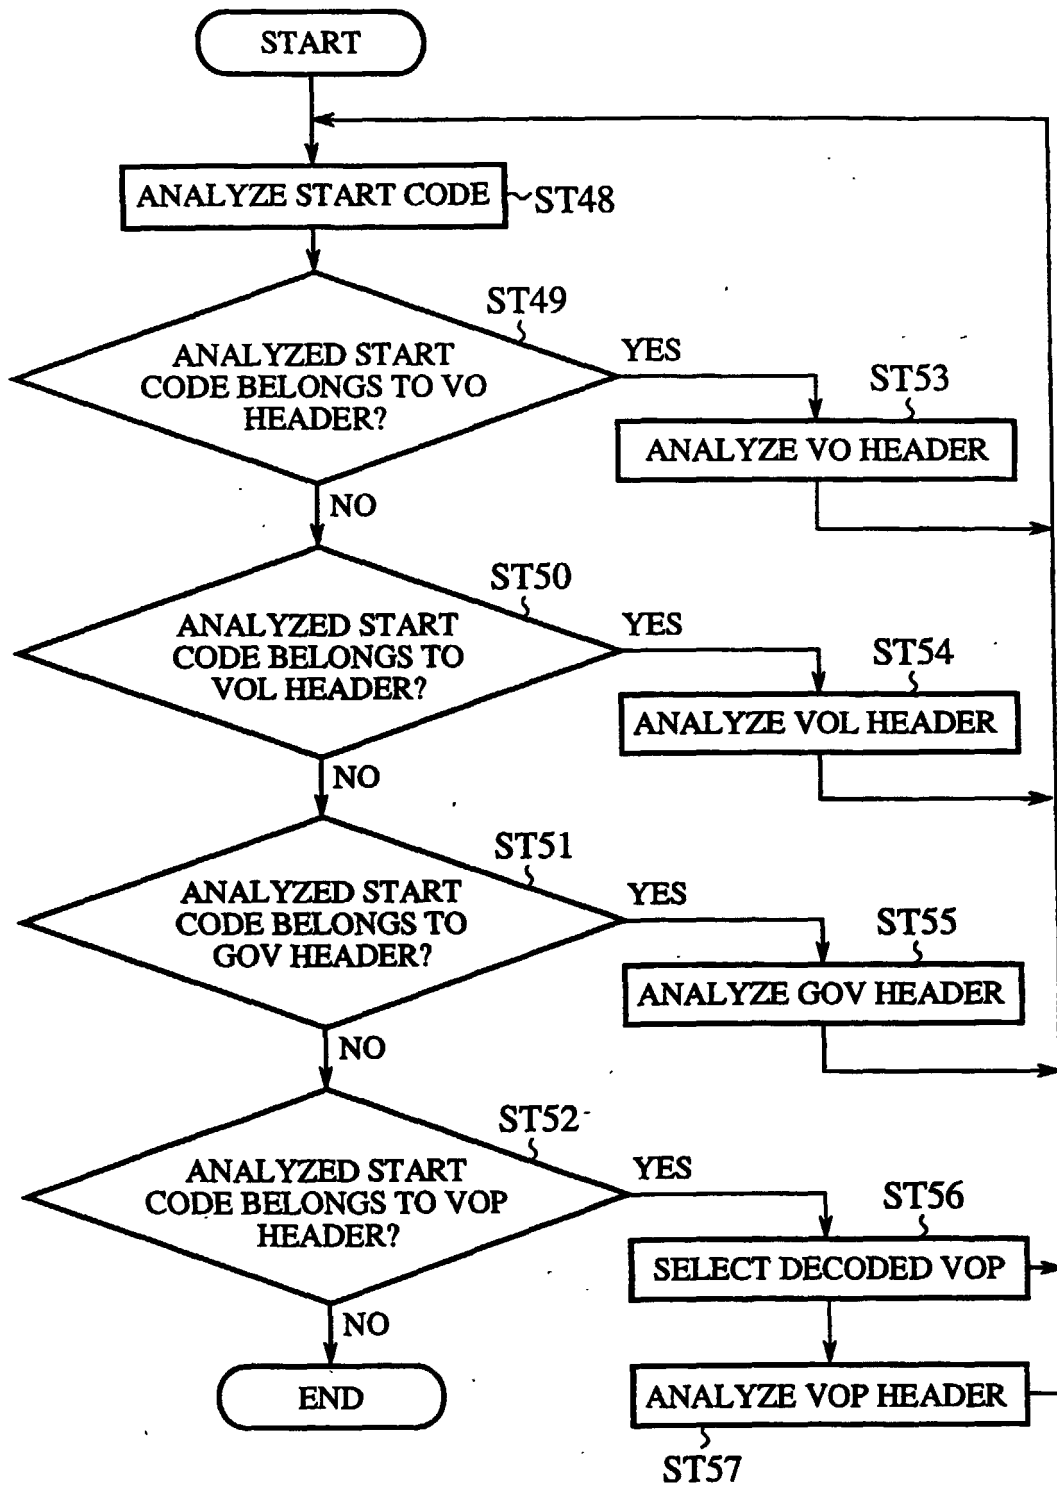 START
ANALYZE START CODE
ST48
ST49
ANALYZED START
CODE BELONGS TO VO
HEADER?
YES
ST53
ANALYZE VO HEADER
NO
ST50
ANALYZED START
CODE BELONGS TO
VOL HEADER?
YES
ST54
ANALYZE VOL HEADER
NO
ST51
ANALYZED START
CODE BELONGS TO
GOV HEADER?
YES
ST55
ANALYZE GOV HEADER
NO
ST52
ANALYZED START
CODE BELONGS TO VOP
HEADER?
YES
ST56
SELECT DECODED VOP
NO
END
ANALYZE VOP HEADER
ST57